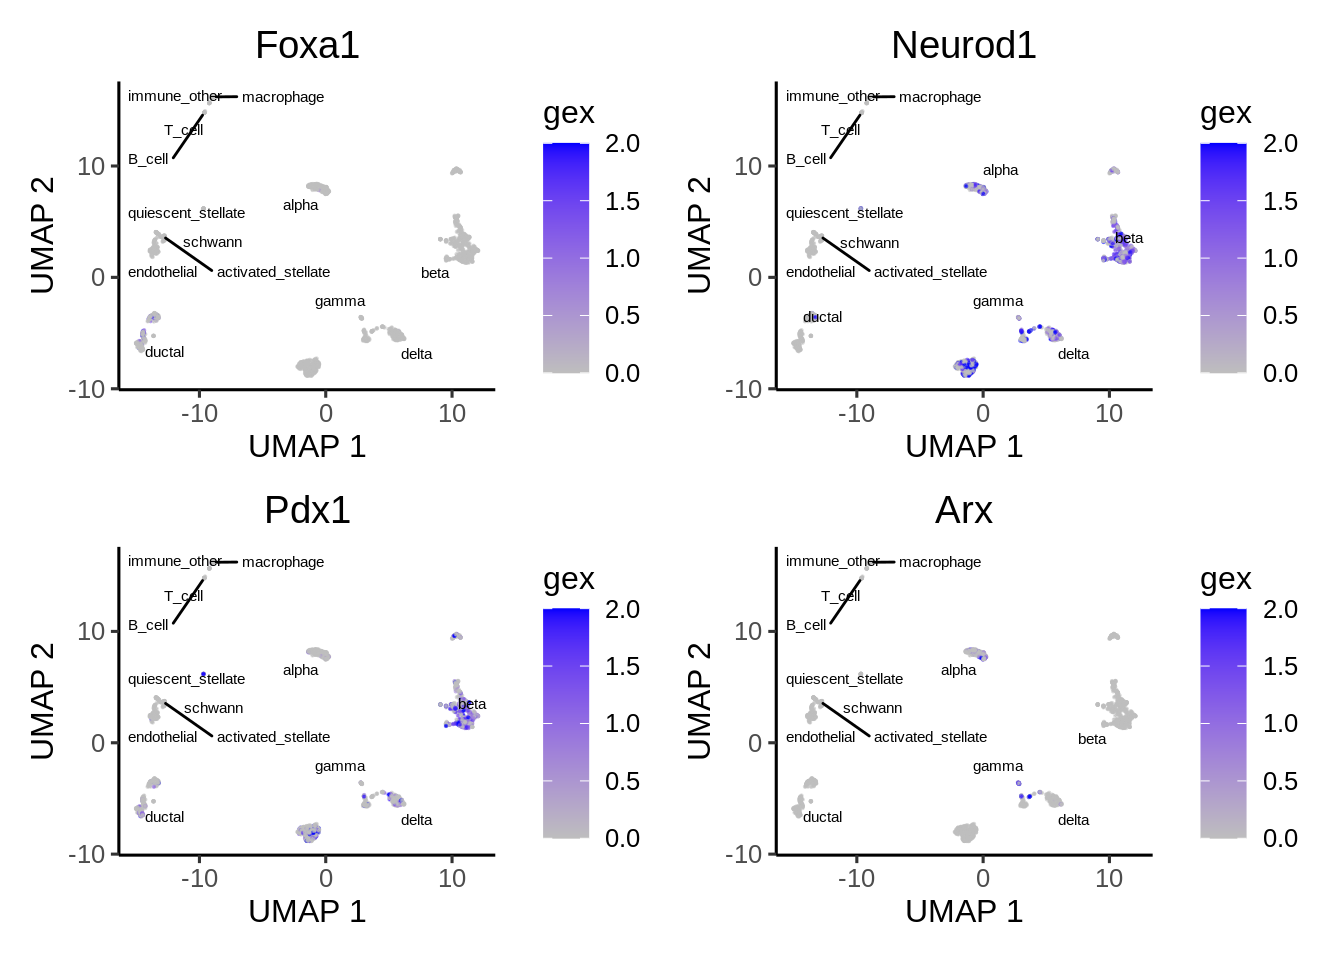 Foxa1
immune_other
macrophage
T_cell
B_cell
quiescent_stellate
schwann
endothelial
activated_stellate
alpha
beta
gamma
delta
ductal
10
0
-10
-10
0
10
UMAP 1
UMAP 2
gex
2.0
1.5
1.0
0.5
0.0
Neurod1
immune_other
macrophage
T_cell
B_cell
alpha
quiescent_stellate
beta
schwann
endothelial
activated_stellate
gamma
ductal
delta
10
0
-10
-10
0
10
UMAP 1
UMAP 2
gex
2.0
1.5
1.0
0.5
0.0
Pdx1
immune_other
macrophage
T_cell
B_cell
alpha
quiescent_stellate
beta
schwann
endothelial
activated_stellate
gamma
ductal
delta
10
0
-10
-10
0
10
UMAP 1
UMAP 2
gex
2.0
1.5
1.0
0.5
0.0
Arx
immune_other
macrophage
T_cell
B_cell
alpha
quiescent_stellate
schwann
endothelial
activated_stellate
beta
gamma
ductal
delta
10
0
-10
-10
0
10
UMAP 1
UMAP 2
gex
2.0
1.5
1.0
0.5
0.0